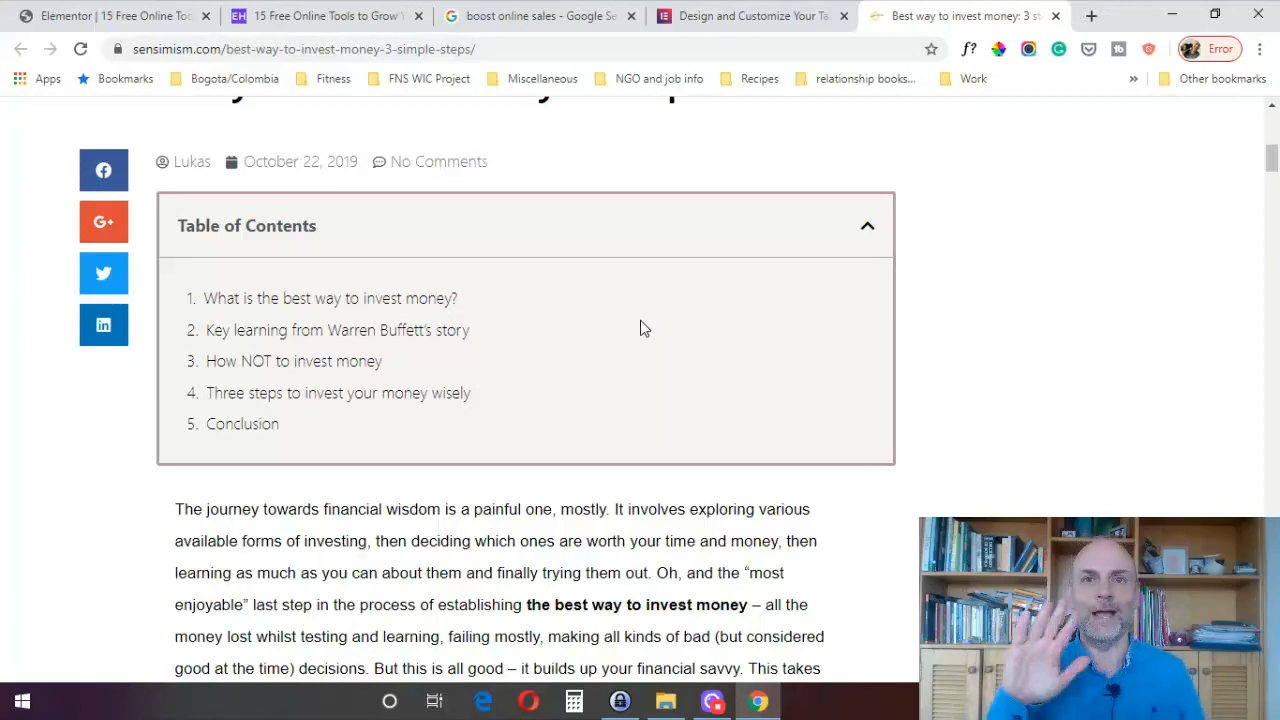 Elementor | 15 Free Online Tool
15 Free Online Tools to Growt
boost online sales - Google Se
Design and Customize Your Ta
Best way to invest money: 3 st
sensimism.com/best-way-to-invest-money-3-simple-steps/
f?
Error
Apps
Bookmarks
Bogota/Colombia
Fitness
FNS WIC Project
Miscellaneous
NGO and job info
Recipes
relationship book...
Work
»
Other bookmarks
Lukas
October 22, 2019
No Comments
G+
in
Table of Contents
1. What is the best way to invest money?
2. Key learning from Warren Buffett's story
3. How NOT to invest money
4. Three steps to invest your money wisely
5. Conclusion
The journey towards financial wisdom is a painful one, mostly. It involves exploring various
available forms of investing then deciding which ones are worth your time and money, then
learning as much as you can about them and finally trying them out. Oh, and the “most
enjoyable” last step in the process of establishing the best way to invest money – all the
money lost whilst testing and learning, failing mostly, making all kinds of bad (but considered
good at the time) decisions. But this is all good – it builds up your financial savvy. This takes